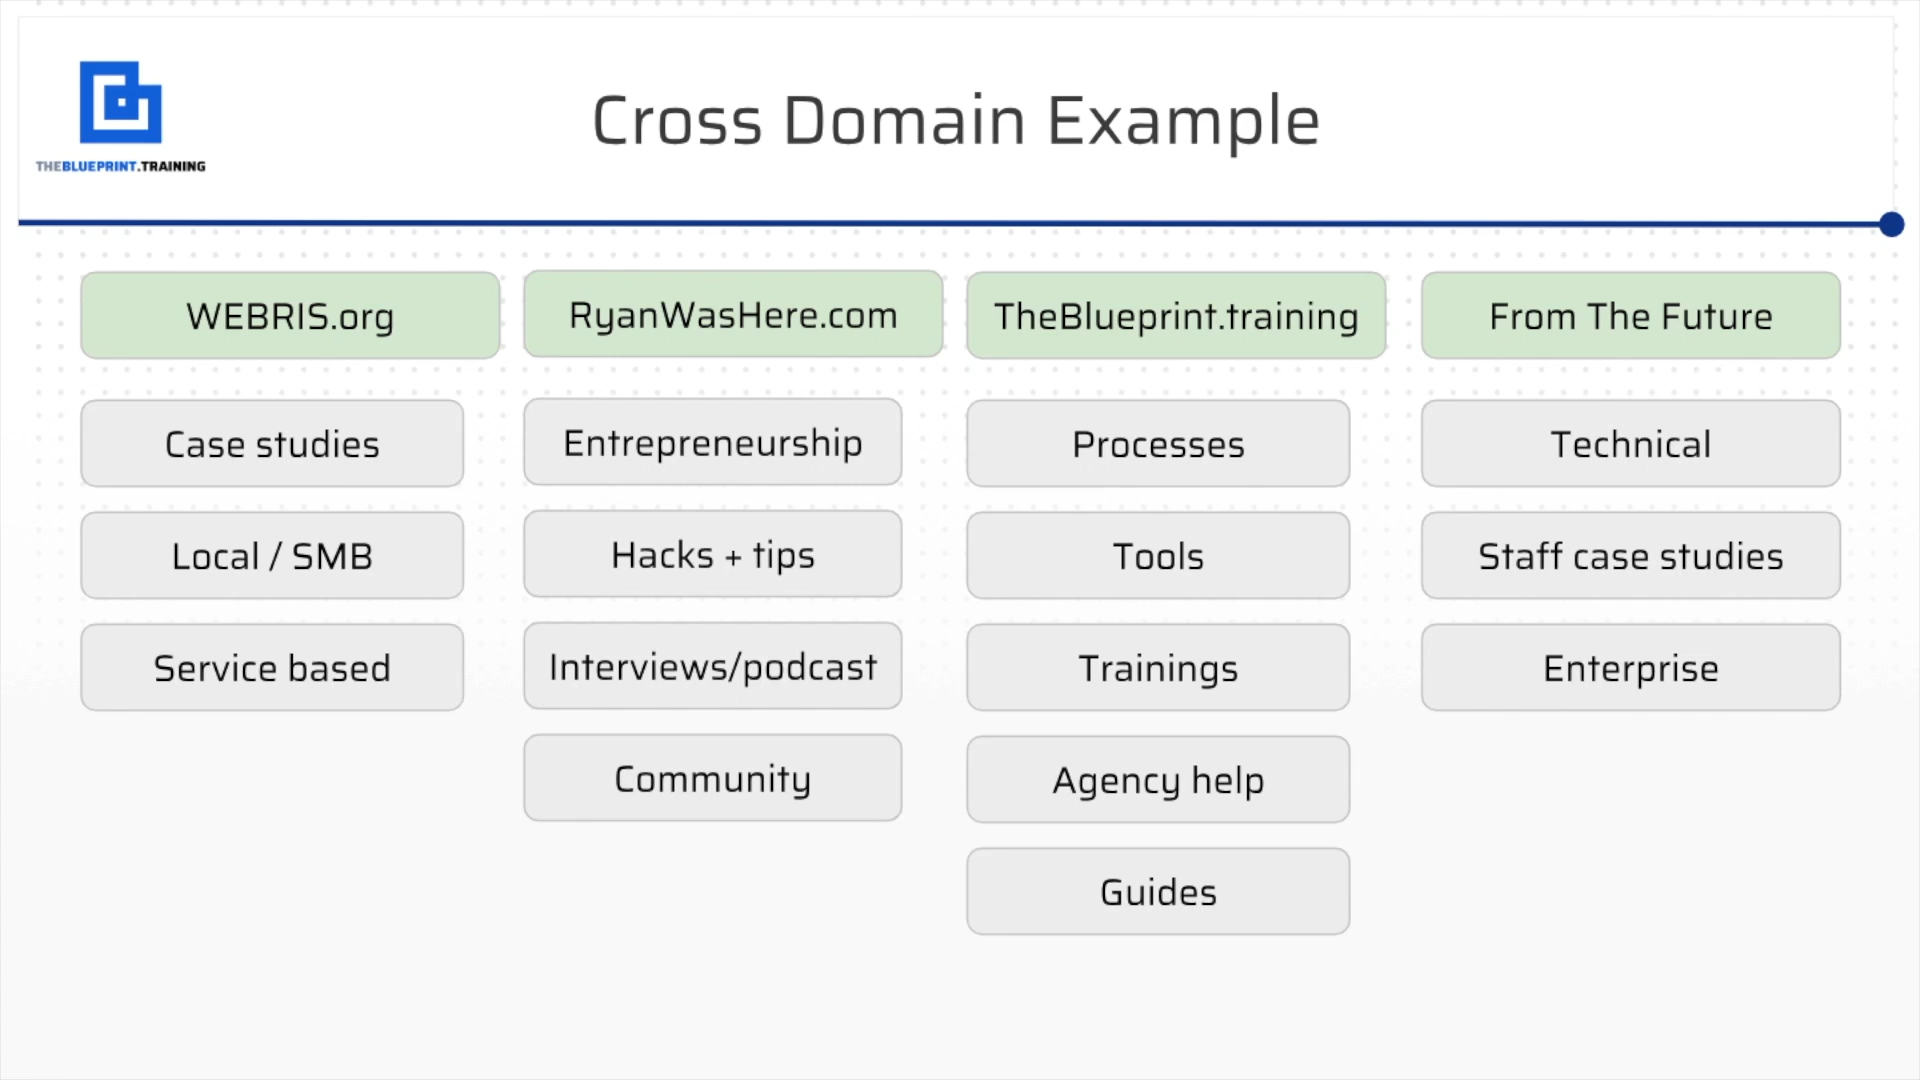 THEBLUEPRINT.TRAINING
Cross Domain Example
WEBRIS.org
Case studies
Local / SMB
Service based
RyanWasHere.com
Entrepreneurship
Hacks + tips
Interviews/podcast
Community
TheBlueprint.training
Processes
Tools
Trainings
Agency help
Guides
From The Future
Technical
Staff case studies
Enterprise